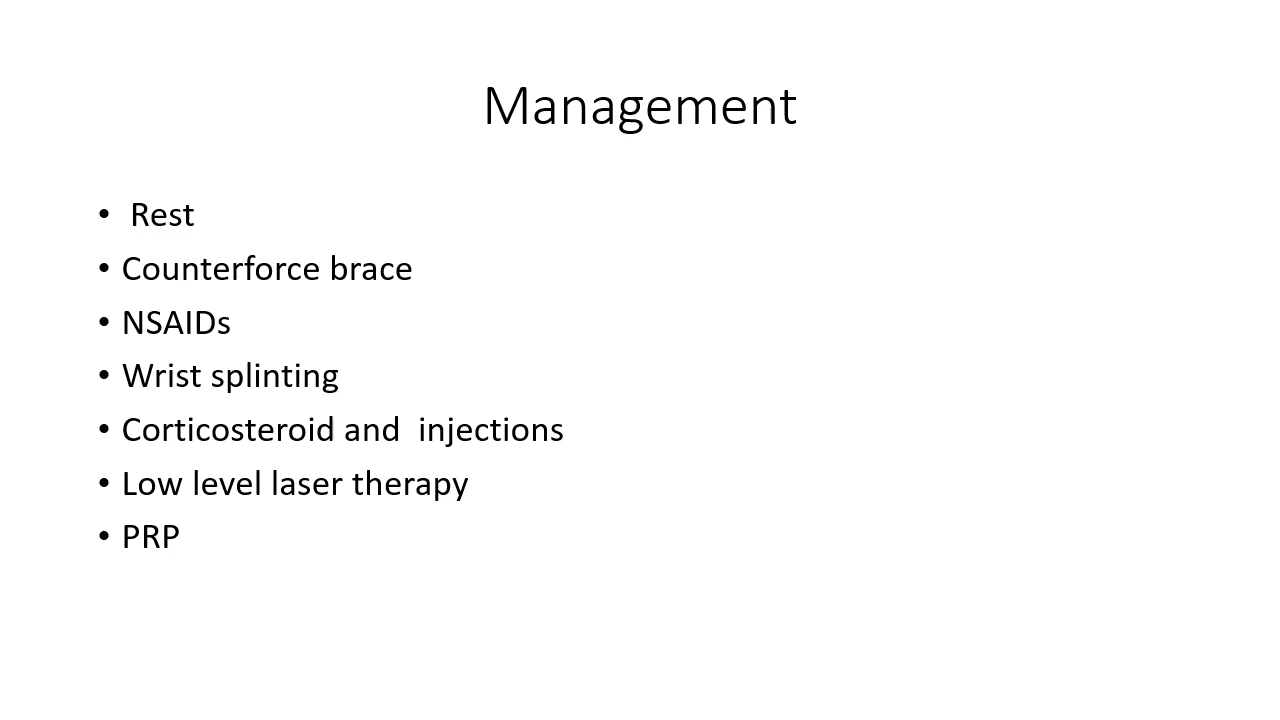 Management
• Rest
• Counterforce brace
• NSAIDs
• Wrist splinting
• Corticosteroid and  injections
• Low level laser therapy
• PRP